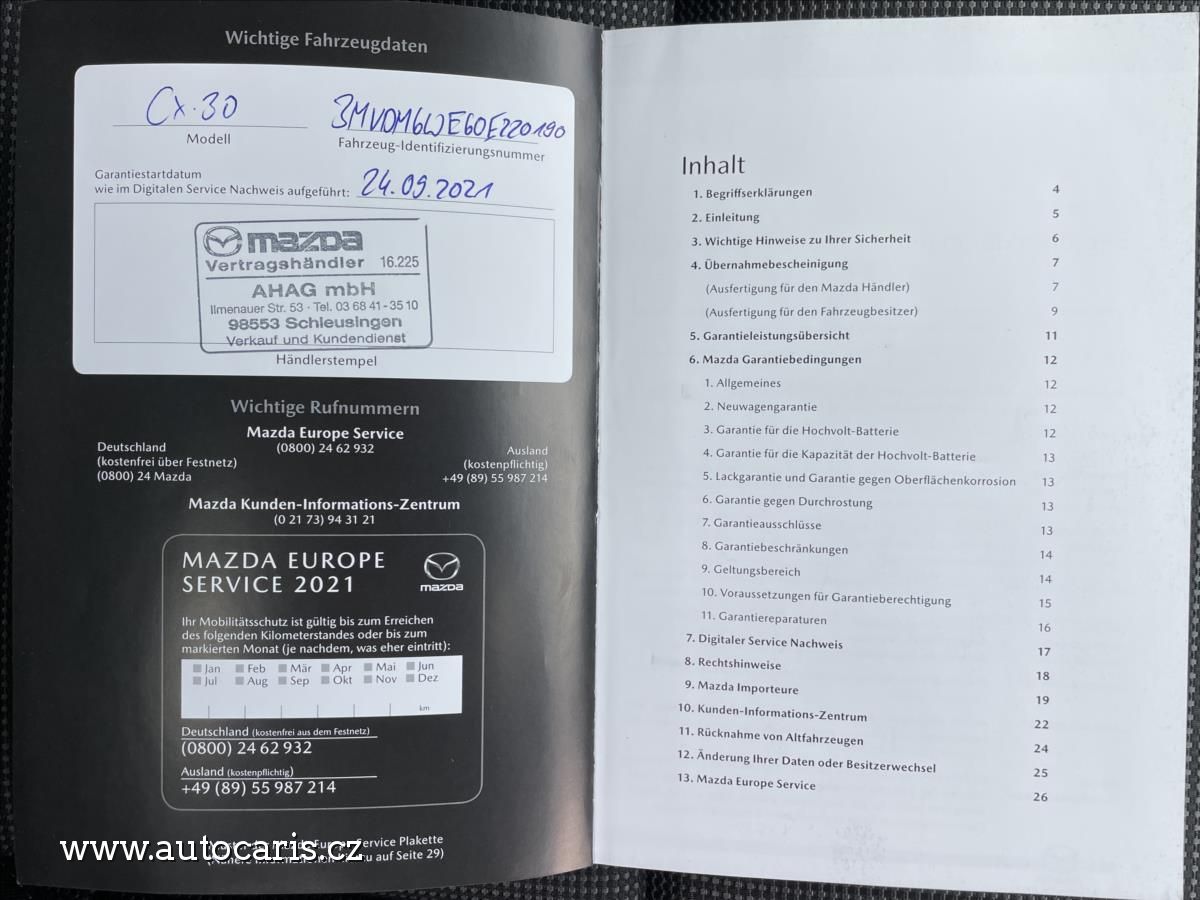 Wichtige Fahrzeugdaten
Cx-30
Modell
3MVDM6WE60E220190
Fahrzeug-Identifizierungsnummer
Garantiestartdatum
wie im Digitalen Service Nachweis aufgeführt: 24.09.2021
mazda
Vertragshändler 16.225
AHAG mbH
Ilmenauer Str. 53 · Tel. 03 68 41 - 35 10
98553 Schleusingen
Verkauf und Kundendienst
Händlerstempel
Wichtige Rufnummern
Mazda Europe Service
(0800) 24 62 932
Deutschland
(kostenfrei über Festnetz)
(0800) 24 Mazda
Ausland
(kostenpflichtig)
+49 (89) 55 987 214
Mazda Kunden-Informations-Zentrum
(0 21 73) 94 31 21
MAZDA EUROPE
SERVICE 2021
mazda
Ihr Mobilitätsschutz ist gültig bis zum Erreichen
des folgenden Kilometerstandes oder bis zum
markierten Monat (je nachdem, was eher eintritt):
Jan Feb Mär Apr Mai Jun
Jul Aug Sep Okt Nov Dez
km
Deutschland (kostenfrei aus dem Festnetz)
(0800) 24 62 932
Ausland (kostenpflichtig)
+49 (89) 55 987 214
Mazda Europe Service Plakette
auf Seite 29)
www.autocaris.cz
Inhalt
1. Begriffserklärungen 4
2. Einleitung 5
3. Wichtige Hinweise zu Ihrer Sicherheit 6
4. Übernahmebescheinigung 7
(Ausfertigung für den Mazda Händler) 7
(Ausfertigung für den Fahrzeugbesitzer) 9
5. Garantieleistungsübersicht 11
6. Mazda Garantiebedingungen 12
1. Allgemeines 12
2. Neuwagengarantie 12
3. Garantie für die Hochvolt-Batterie 12
4. Garantie für die Kapazität der Hochvolt-Batterie 13
5. Lackgarantie und Garantie gegen Oberflächenkorrosion 13
6. Garantie gegen Durchrostung 13
7. Garantieausschlüsse 13
8. Garantiebeschränkungen 14
9. Geltungsbereich 14
10. Voraussetzungen für Garantieberechtigung 15
11. Garantiereparaturen 16
7. Digitaler Service Nachweis 17
8. Rechtshinweise 18
9. Mazda Importeure 19
10. Kunden-Informations-Zentrum 22
11. Rücknahme von Altfahrzeugen 24
12. Änderung Ihrer Daten oder Besitzerwechsel 25
13. Mazda Europe Service 26